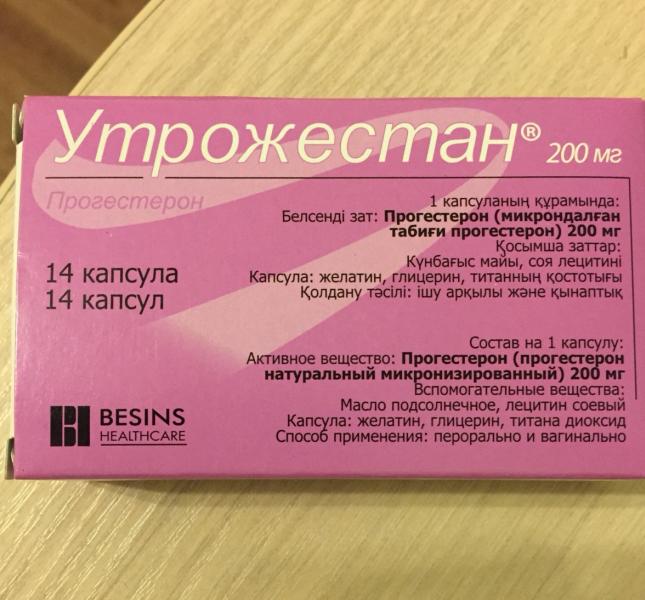 Утрожестан® 200 мг
Прогестерон
14 капсула
14 капсул
1 капсуланың құрамында:
Белсенді зат: Прогестерон (микрондалған
табиғи прогестерон) 200 мг
Қосымша заттар:
Күнбағыс майы, соя лецитині
Капсула: желатин, глицерин, титанның қостотығы
Қолдану тәсілі: ішу арқылы және қынаптық
Состав на 1 капсулу:
Активное вещество: Прогестерон (прогестерон
натуральный микронизированный) 200 мг
Вспомогательные вещества:
Масло подсолнечное, лецитин соевый
Капсула: желатин, глицерин, титана диоксид
Способ применения: перорально и вагинально
BESINS
HEALTHCARE